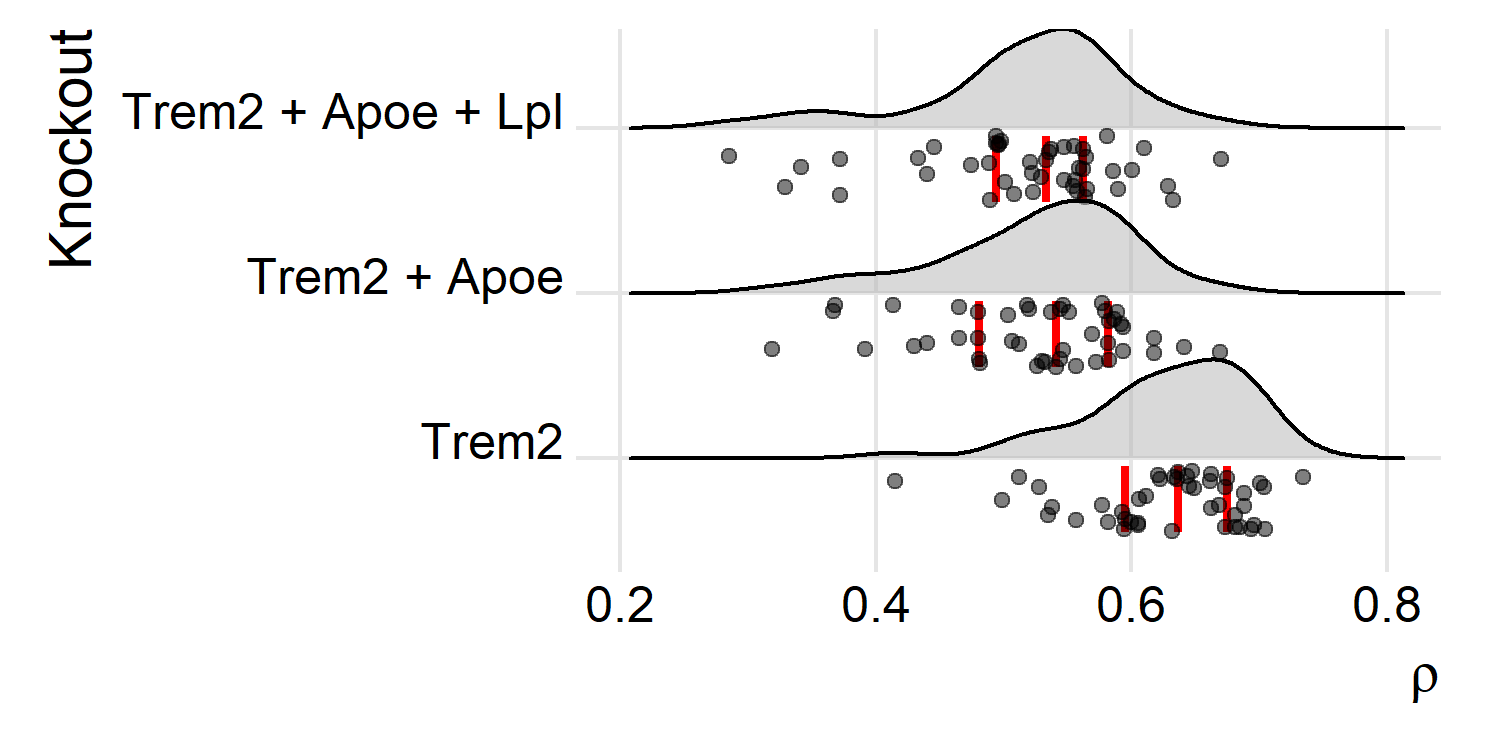 Knockout
Trem2 + Apoe + Lpl
Trem2 + Apoe
Trem2
0.2 0.4 0.6 0.8
ρ